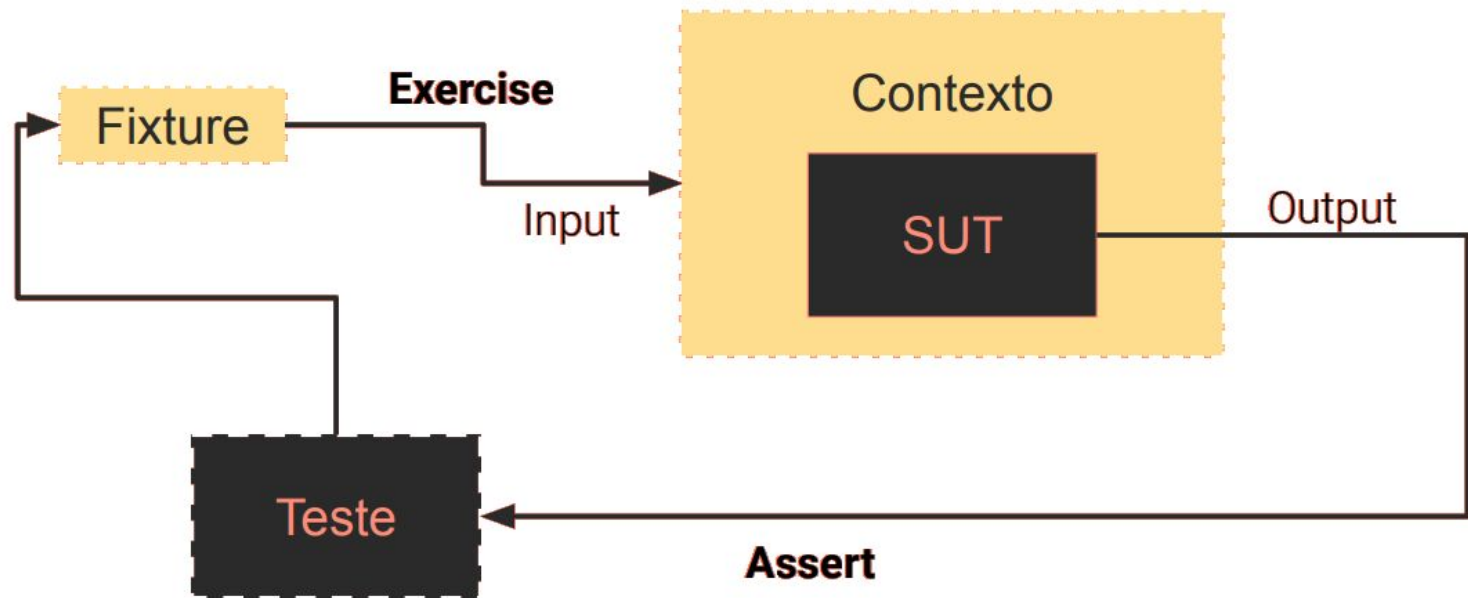 Exercise
Fixture
Contexto
Input
SUT
Output
Teste
Assert